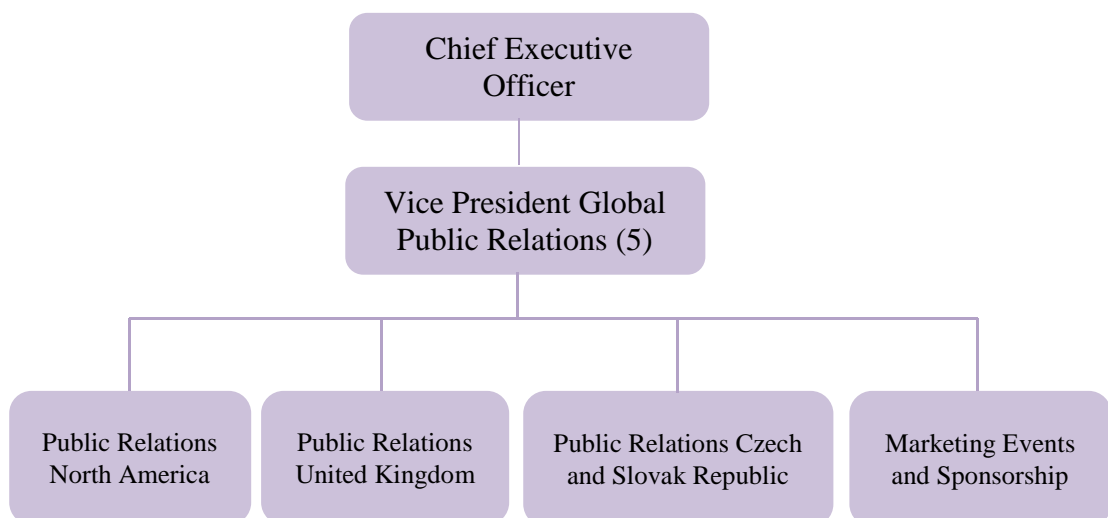 Chief Executive
Officer
Vice President Global
Public Relations (5)
Public Relations
North America
Public Relations
United Kingdom
Public Relations Czech
and Slovak Republic
Marketing Events
and Sponsorship